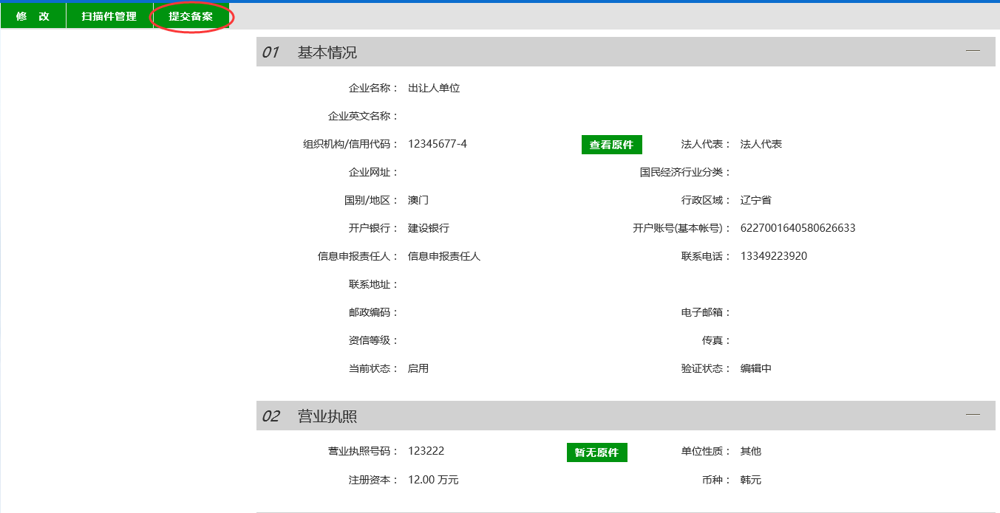 修 改 扫描件管理 提交备案
01 基本情况
企业名称： 出让人单位
企业英文名称：
组织机构/信用代码： 12345677-4 查看原件 法人代表： 法人代表
企业网址： 国民经济行业分类：
国别/地区： 澳门 行政区域： 辽宁省
开户银行： 建设银行 开户账号(基本帐号)： 6227001640580626633
信息申报责任人： 信息申报责任人 联系电话： 13349223920
联系地址：
邮政编码： 电子邮箱：
资信等级： 传真：
当前状态： 启用 验证状态： 编辑中
02 营业执照
营业执照号码： 123222 暂无原件 单位性质： 其他
注册资本： 12.00 万元 币种： 韩元